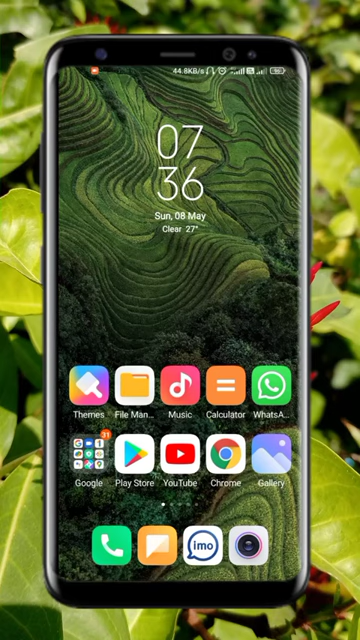 44.8KB/s
07
36
Sun, 08 May
Clear 27°
Themes
File Man...
Music
Calculator
WhatsA...
31
Google
Play Store
YouTube
Chrome
Gallery
imo